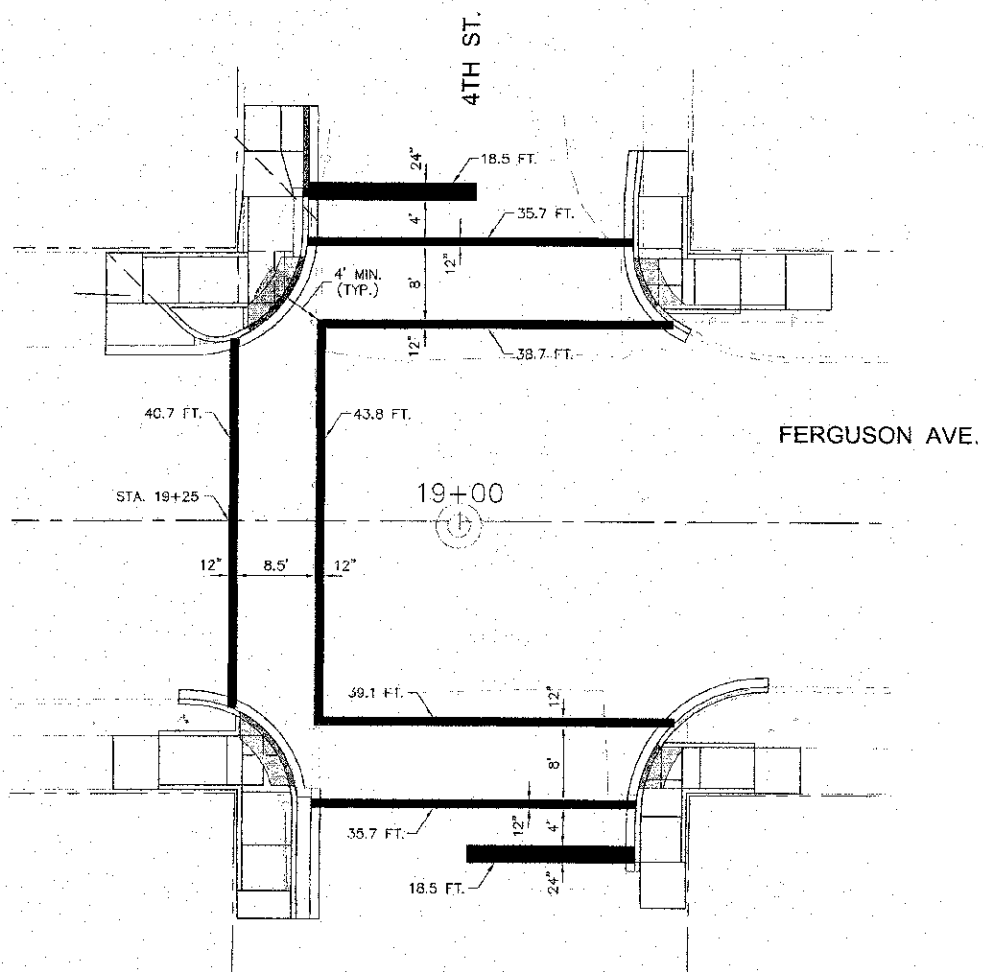 4TH ST.
24"
18.5 FT.
4'
35.7 FT.
12"
4' MIN.
(TYP.)
8'
12"
38.7 FT.
40.7 FT.
43.8 FT.
FERGUSON AVE.
STA. 19+25
19+00
12"
8.5'
12"
39.1 FT.
12"
8'
35.7 FT.
12"
4'
18.5 FT.
24"